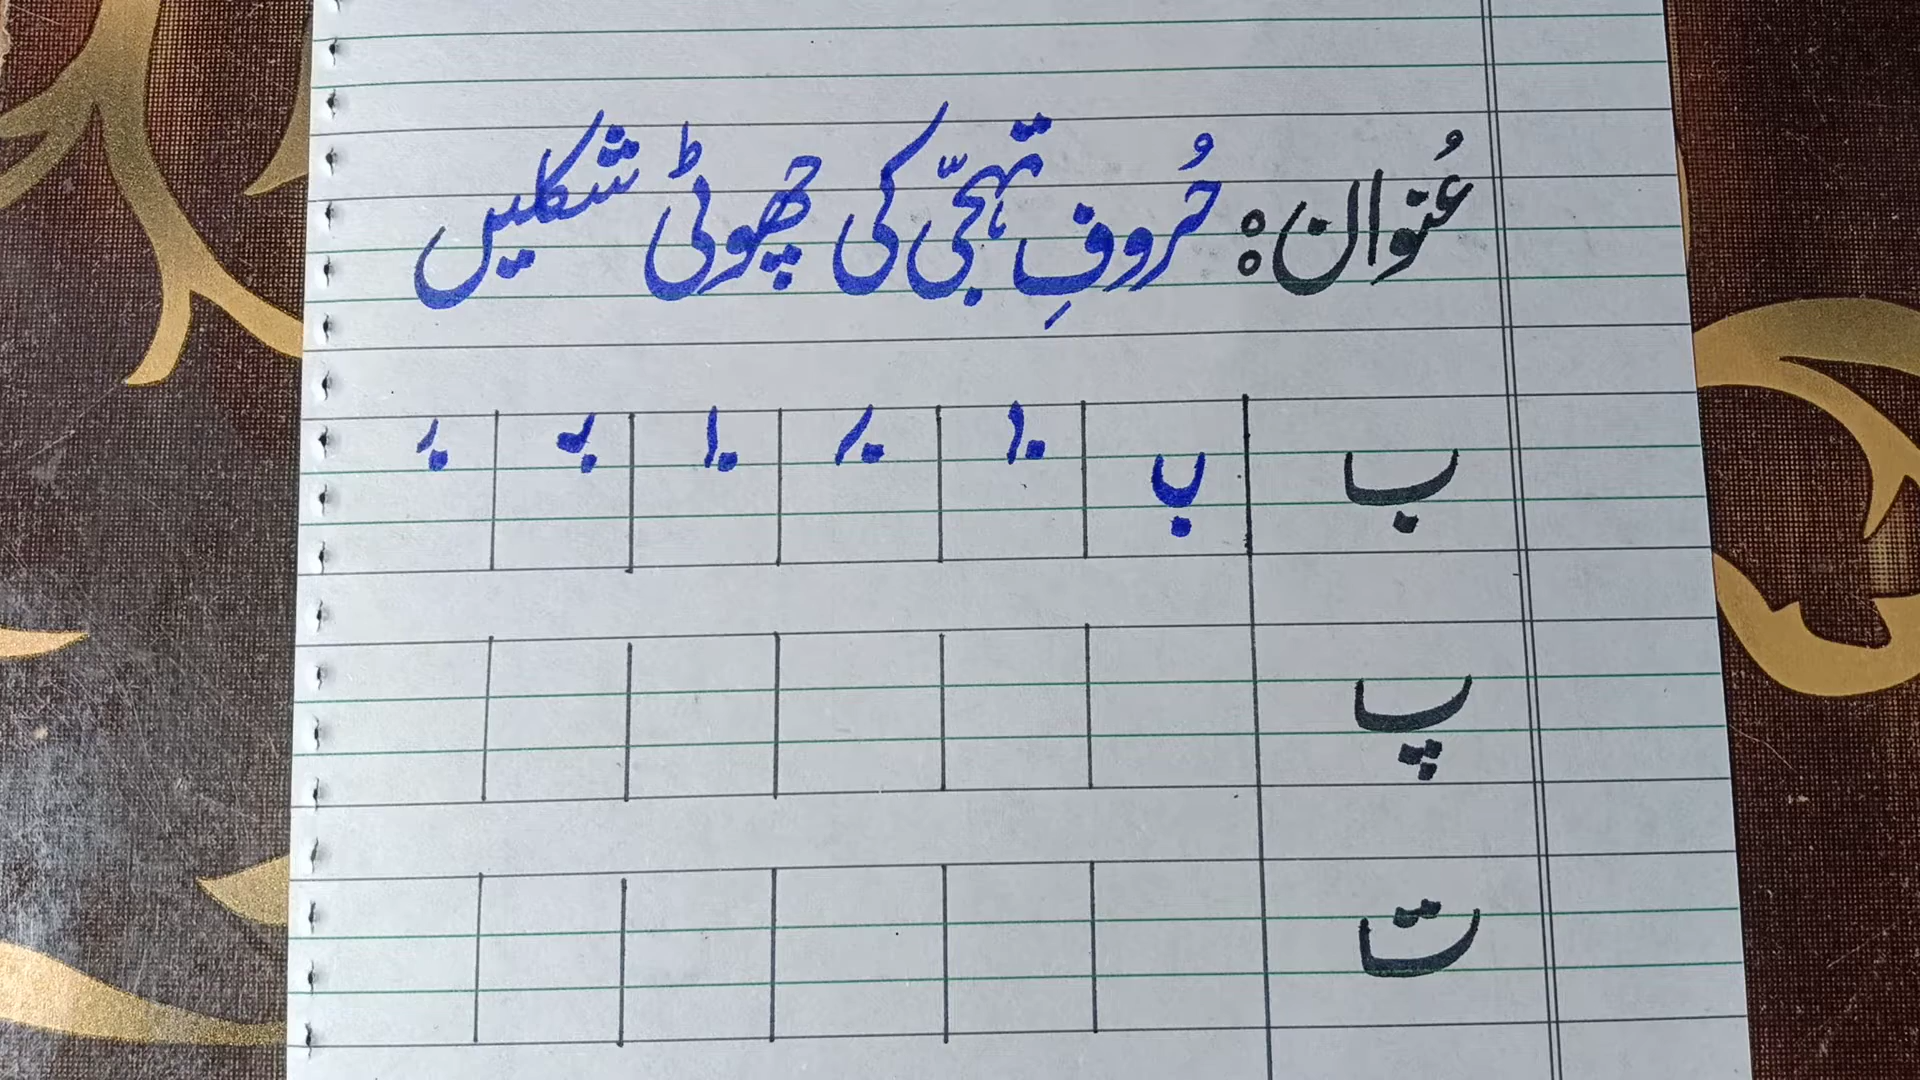 عُنوان: حُروفِ تہجّی کی چھوٹی شکلیں
ب
پ
ت